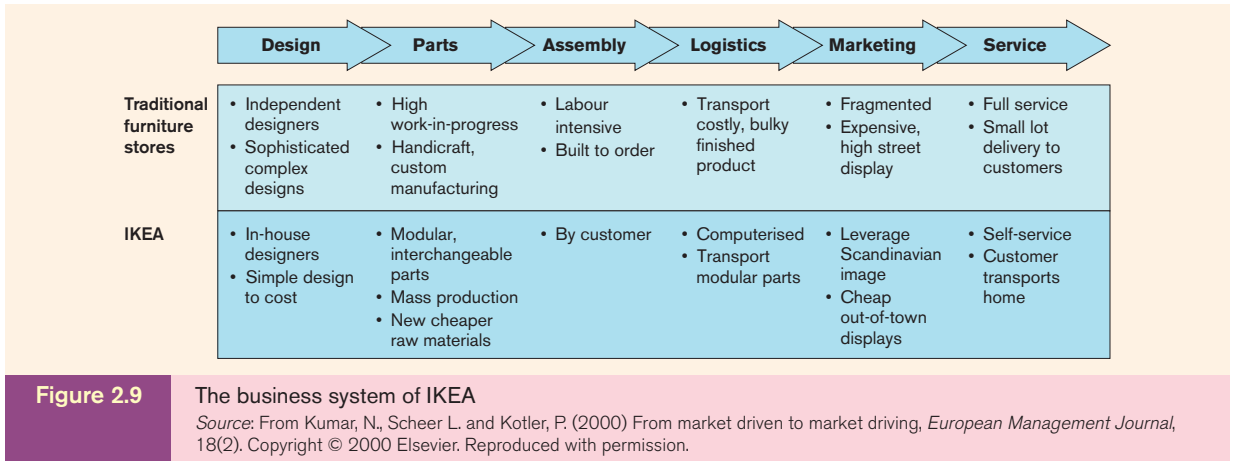 Design
Parts
Assembly
Logistics
Marketing
Service
Traditional
furniture
stores
• Independent
designers
• Sophisticated
complex
designs
• High
work-in-progress
• Handicraft,
custom
manufacturing
• Labour
intensive
• Built to order
• Transport
costly, bulky
finished
product
• Fragmented
• Expensive,
high street
display
• Full service
• Small lot
delivery to
customers
IKEA
• In-house
designers
• Simple design
to cost
• Modular,
interchangeable
parts
• Mass production
• New cheaper
raw materials
• By customer
• Computerised
• Transport
modular parts
• Leverage
Scandinavian
image
• Cheap
out-of-town
displays
• Self-service
• Customer
transports
home
Figure 2.9
The business system of IKEA
Source: From Kumar, N., Scheer L. and Kotler, P. (2000) From market driven to market driving, European Management Journal,
18(2). Copyright © 2000 Elsevier. Reproduced with permission.